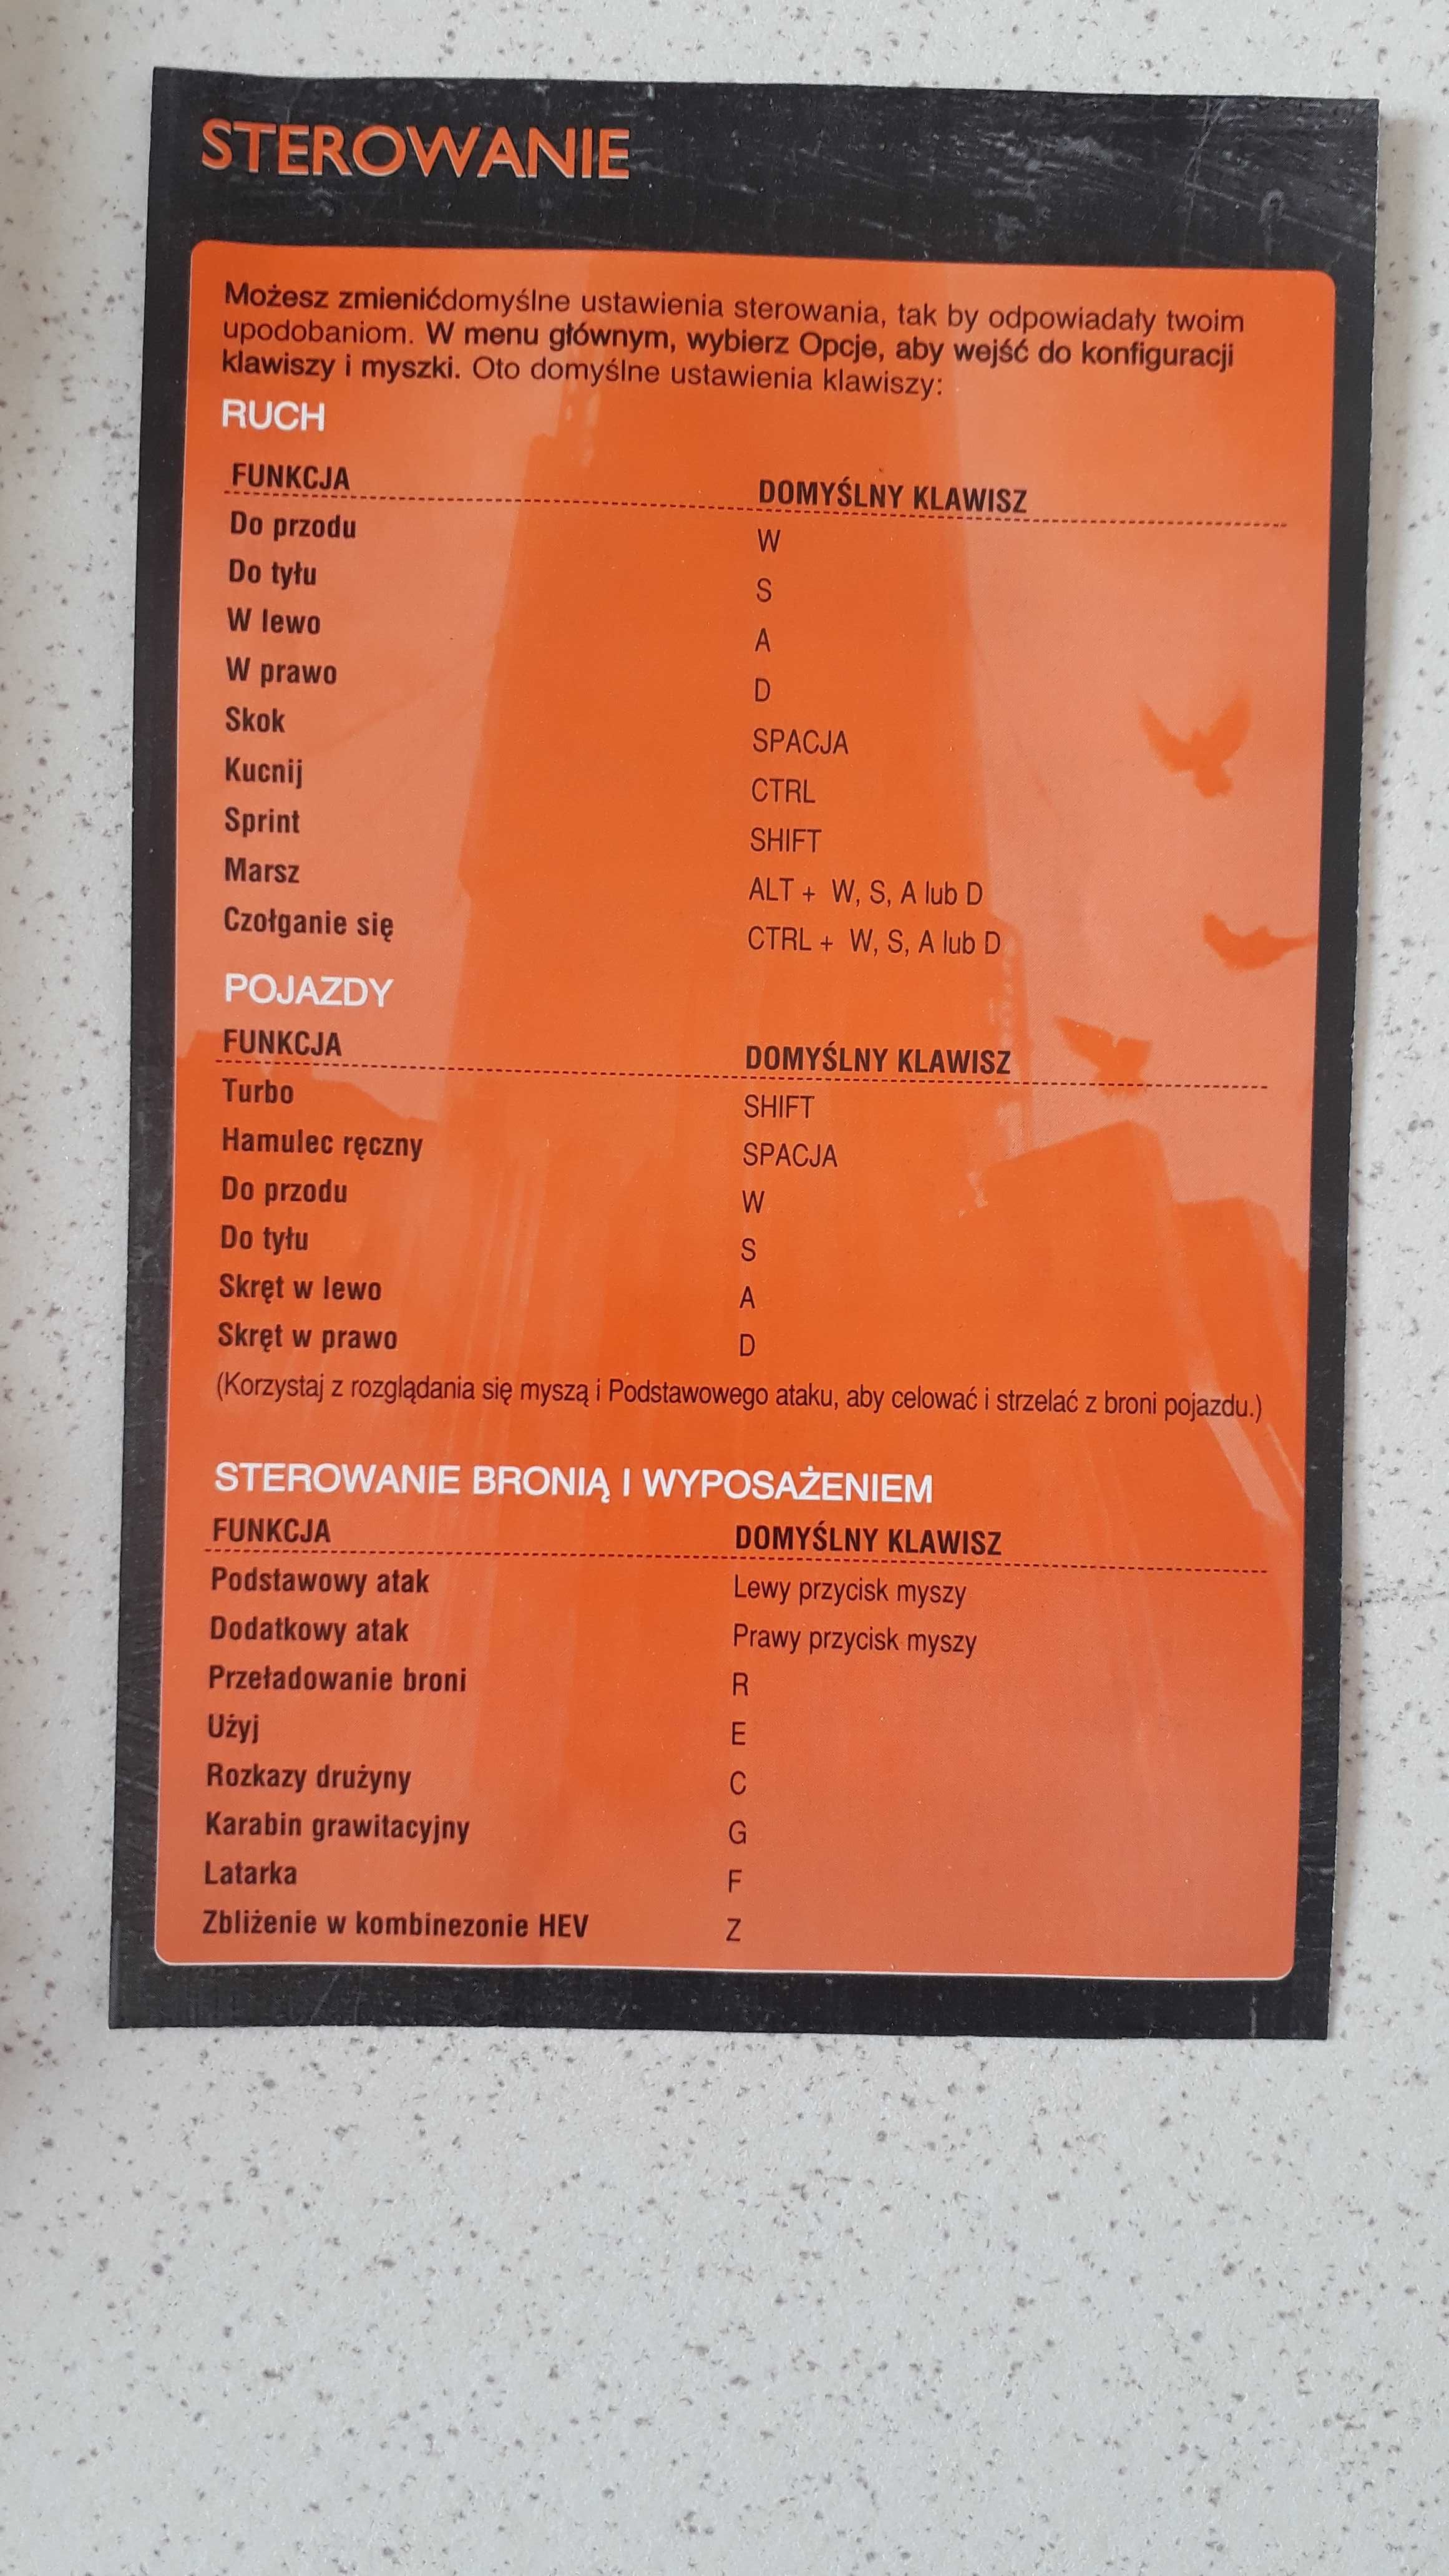 STEROWANIE
Możesz zmienićdomyślne ustawienia sterowania, tak by odpowiadały twoim
upodobaniom. W menu głównym, wybierz Opcje, aby wejść do konfiguracji
klawiszy i myszki. Oto domyślne ustawienia klawiszy:
RUCH
FUNKCJA DOMYŚLNY KLAWISZ
Do przodu W
Do tyłu S
W lewo A
W prawo D
Skok SPACJA
Kucnij CTRL
Sprint SHIFT
Marsz ALT + W, S, A lub D
Czołganie się CTRL + W, S, A lub D
POJAZDY
FUNKCJA DOMYŚLNY KLAWISZ
Turbo SHIFT
Hamulec ręczny SPACJA
Do przodu W
Do tyłu S
Skręt w lewo A
Skręt w prawo D
(Korzystaj z rozglądania się myszą i Podstawowego ataku, aby celować i strzelać z broni pojazdu.)
STEROWANIE BRONIĄ I WYPOSAŻENIEM
FUNKCJA DOMYŚLNY KLAWISZ
Podstawowy atak Lewy przycisk myszy
Dodatkowy atak Prawy przycisk myszy
Przeładowanie broni R
Użyj E
Rozkazy drużyny C
Karabin grawitacyjny G
Latarka F
Zbliżenie w kombinezonie HEV Z